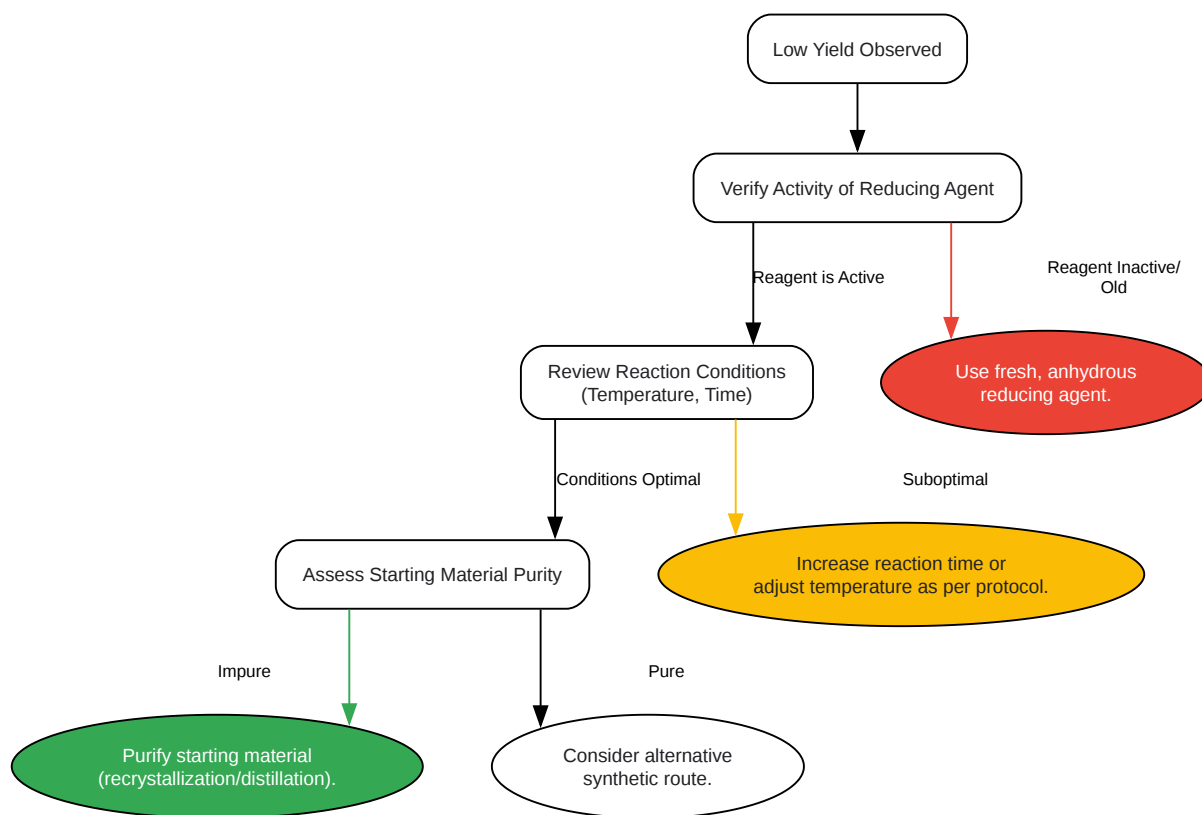 Low Yield Observed
Verify Activity of Reducing Agent
Reagent is Active
Reagent Inactive/
Old
Review Reaction Conditions
(Temperature, Time)
Use fresh, anhydrous
reducing agent.
Conditions Optimal
Suboptimal
Assess Starting Material Purity
Increase reaction time or
adjust temperature as per protocol.
Impure
Pure
Purify starting material
(recrystallization/distillation).
Consider alternative
synthetic route.